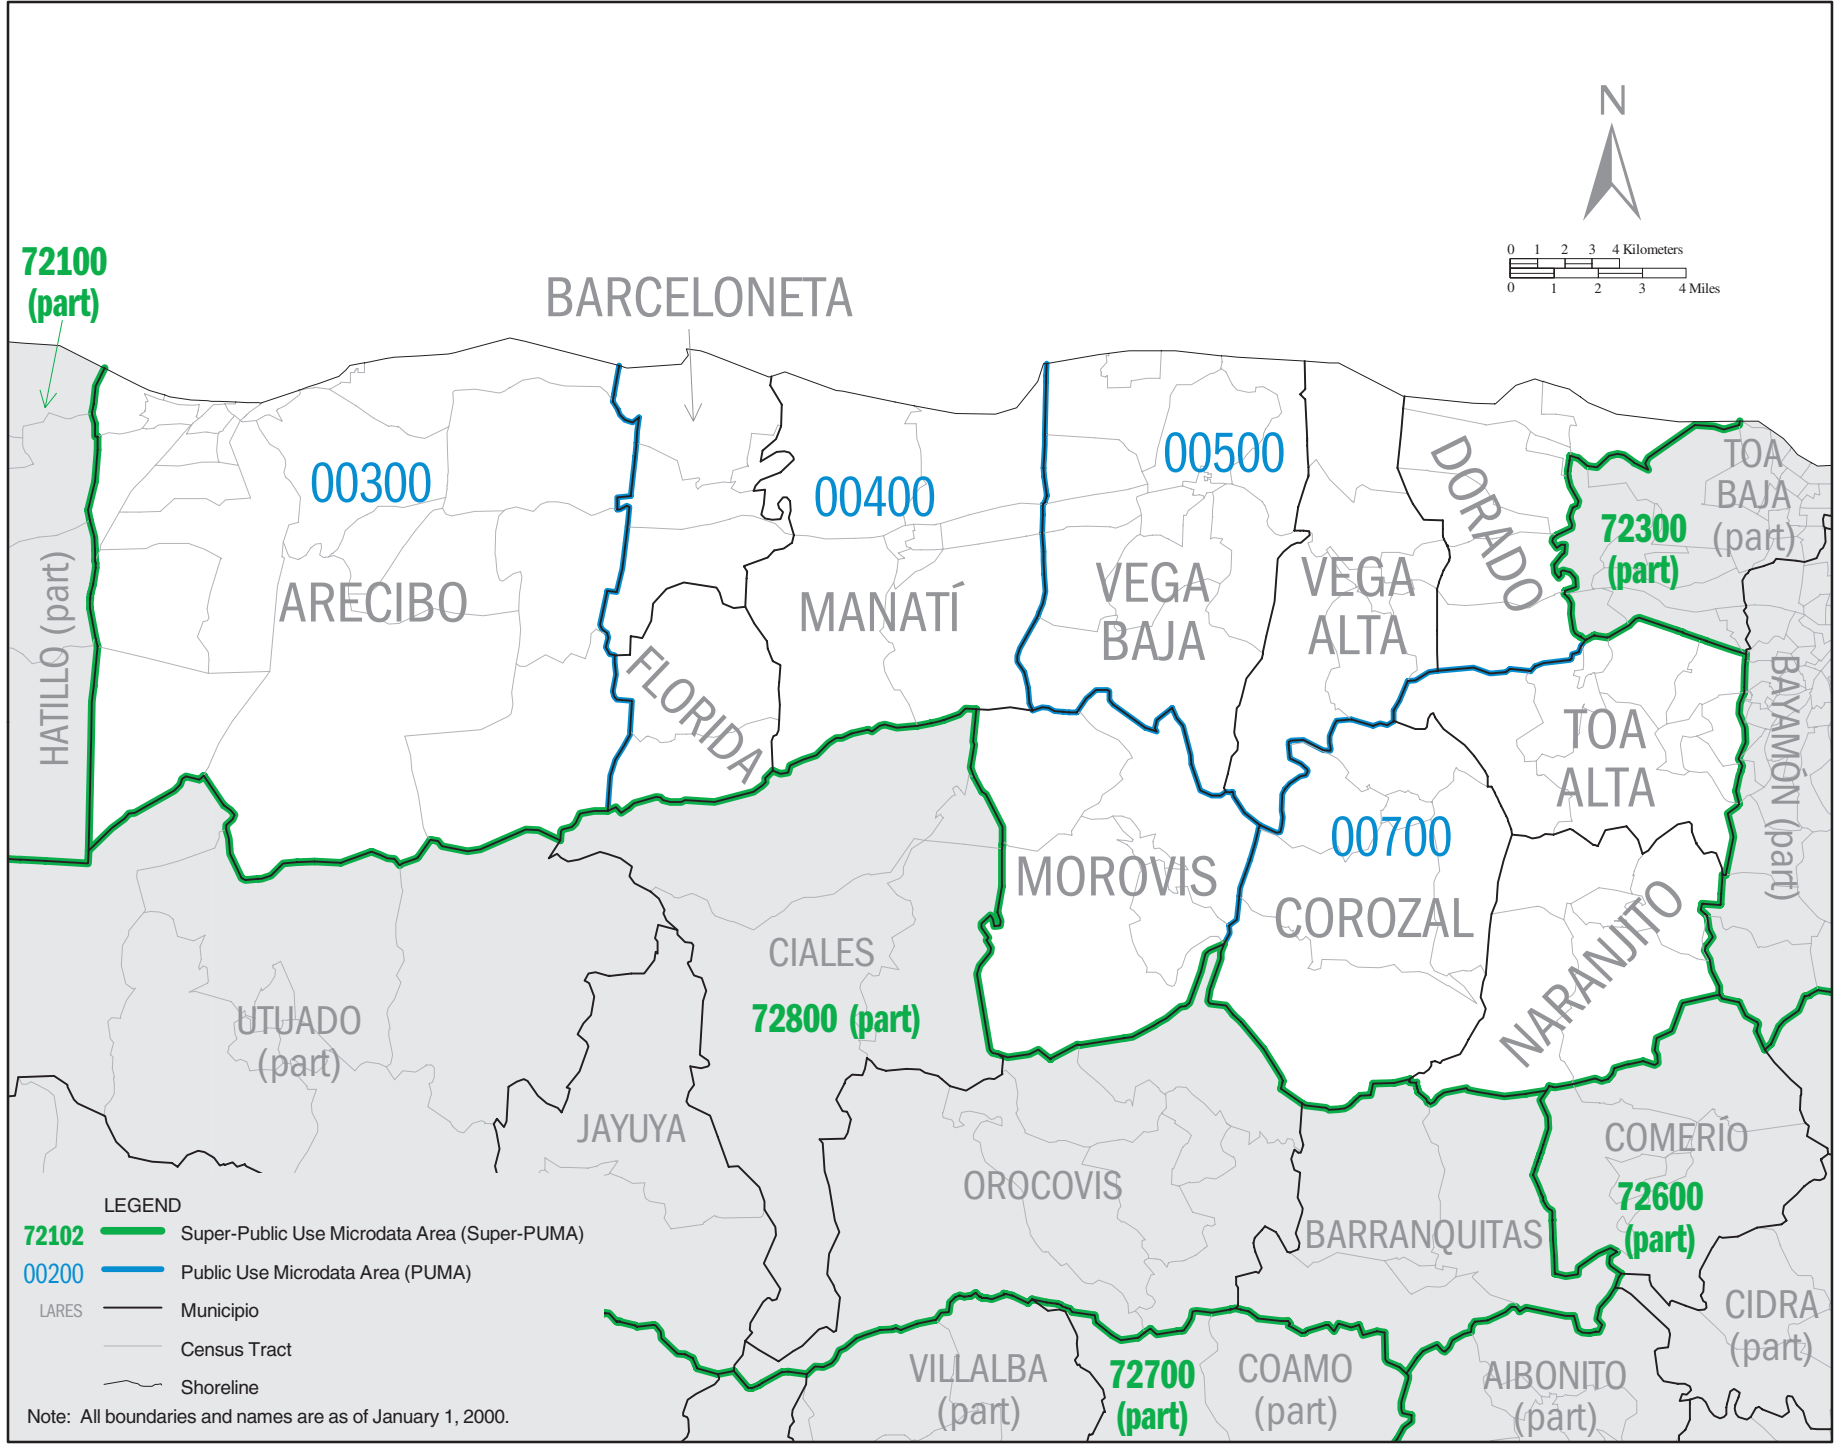 N
0 1 2 3 4 Kilometers
0 1 2 3 4 Miles
72100
(part)
BARCELONETA
00300
00400
00500
DORADO
TOA
BAJA
(part)
72300
(part)
HATILLO (part)
ARECIBO
FLORIDA
MANATÍ
VEGA
BAJA
VEGA
ALTA
TOA
ALTA
BAYAMÓN (part)
00700
MOROVIS
COROZAL
NARANJITO
CIALES
72800 (part)
UTUADO
(part)
JAYUYA
OROCOVIS
BARRANQUITAS
COMERÍO
72600
(part)
CIDRA
(part)
VILLALBA
(part)
72700
(part)
COAMO
(part)
AIBONITO
(part)
LEGEND
72102 Super-Public Use Microdata Area (Super-PUMA)
00200 Public Use Microdata Area (PUMA)
LARES Municipio
Census Tract
Shoreline
Note: All boundaries and names are as of January 1, 2000.